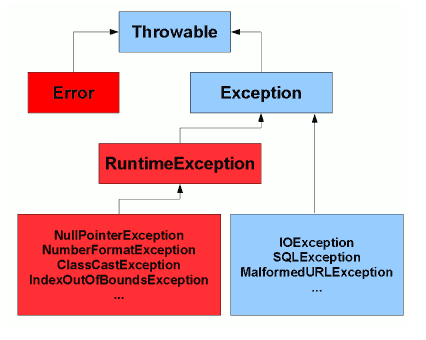 Throwable
Error
Exception
RuntimeException
NullPointerException
NumberFormatException
ClassCastException
IndexOutOfBoundsException
...
IOException
SQLException
MalformedURLException
...